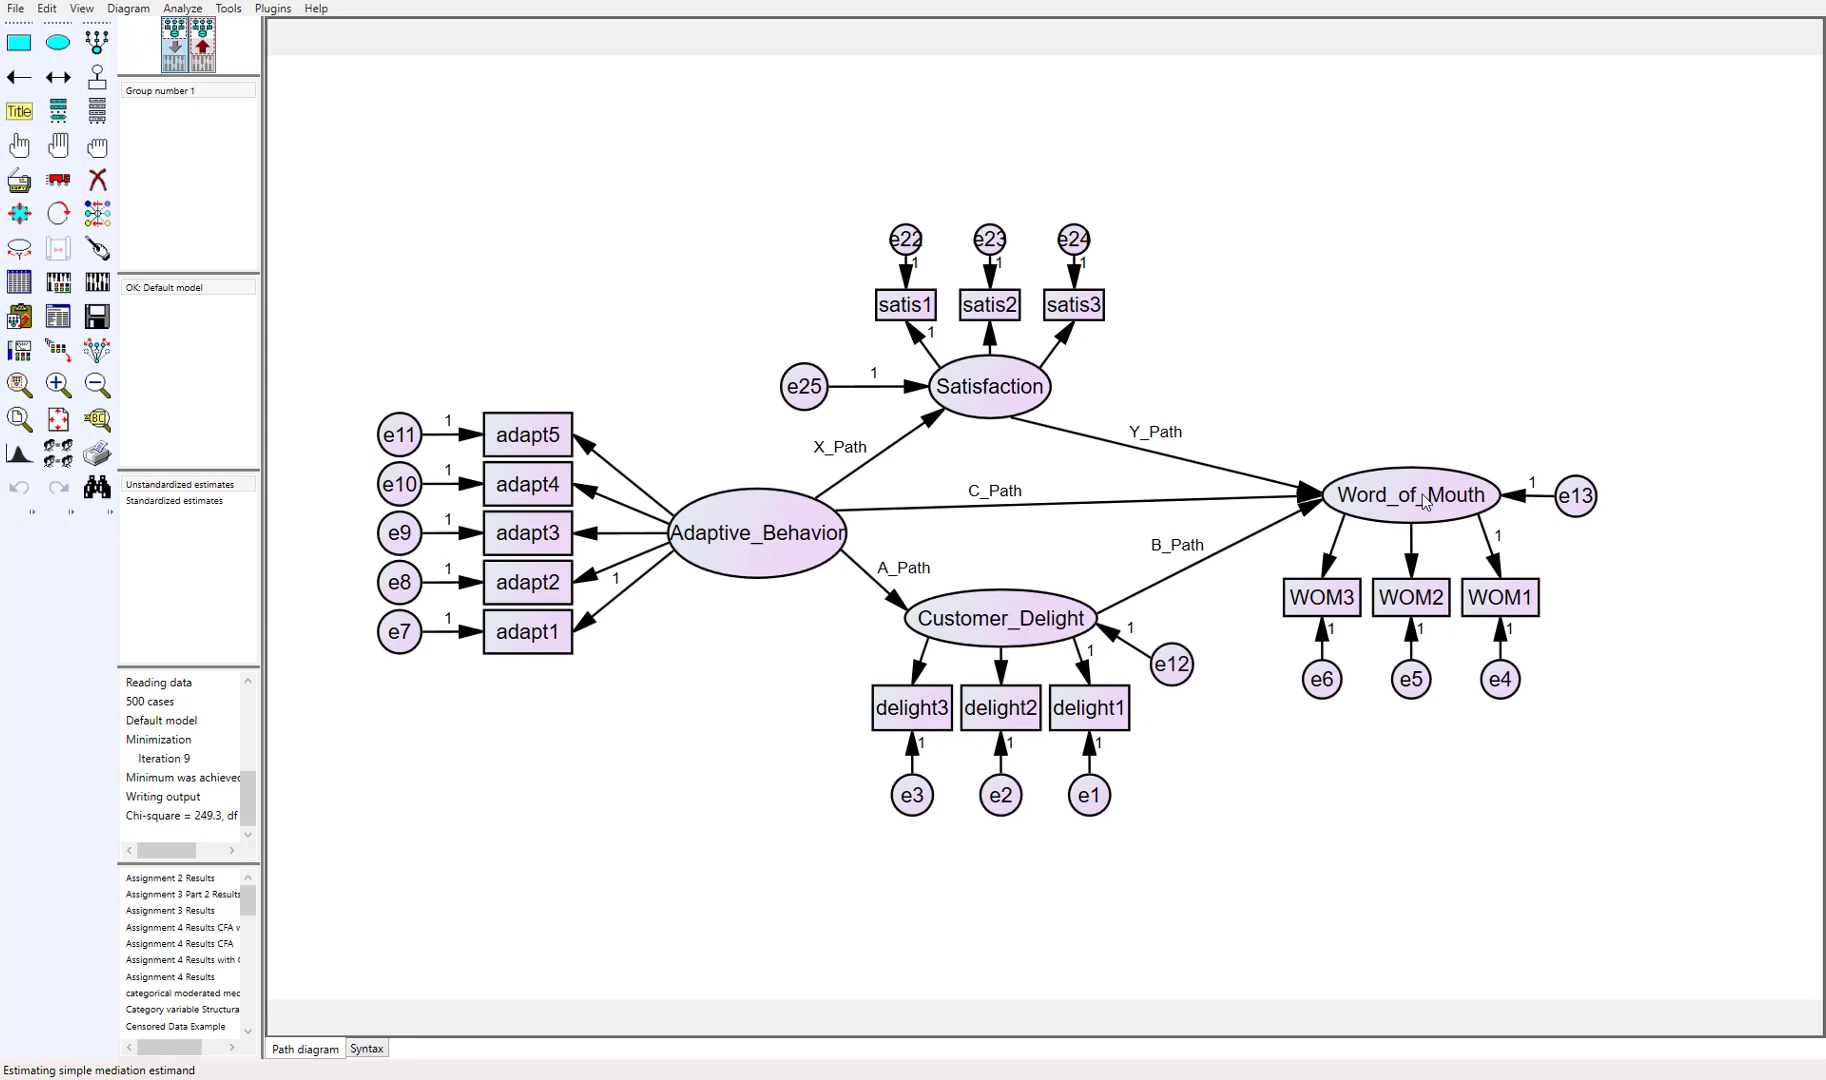 File Edit View Diagram Analyze Tools Plugins Help
Title
Group number 1
OK: Default model
Unstandardized estimates
Standardized estimates
Reading data
500 cases
Default model
Minimization
Iteration 9
Minimum was achieved
Writing output
Chi-square = 249.3, df
Assignment 2 Results
Assignment 3 Part 2 Results
Assignment 3 Results
Assignment 4 Results CFA w
Assignment 4 Results CFA
Assignment 4 Results with C
Assignment 4 Results
categorical moderated med
Category variable Structura
Censored Data Example
e22 e23 e24
1 1 1
satis1 satis2 satis3
1
e25 1 Satisfaction
X_Path Y_Path
C_Path
e11 1 adapt5
e10 1 adapt4
e9 1 adapt3
e8 1 adapt2
e7 1 adapt1
1
Adaptive_Behavior
Word_of_Mouth 1 e13
1
A_Path B_Path
WOM3 WOM2 WOM1
1 1 1
e6 e5 e4
Customer_Delight
1 e12
1
delight3 delight2 delight1
1 1 1
e3 e2 e1
Path diagram Syntax
Estimating simple mediation estimand